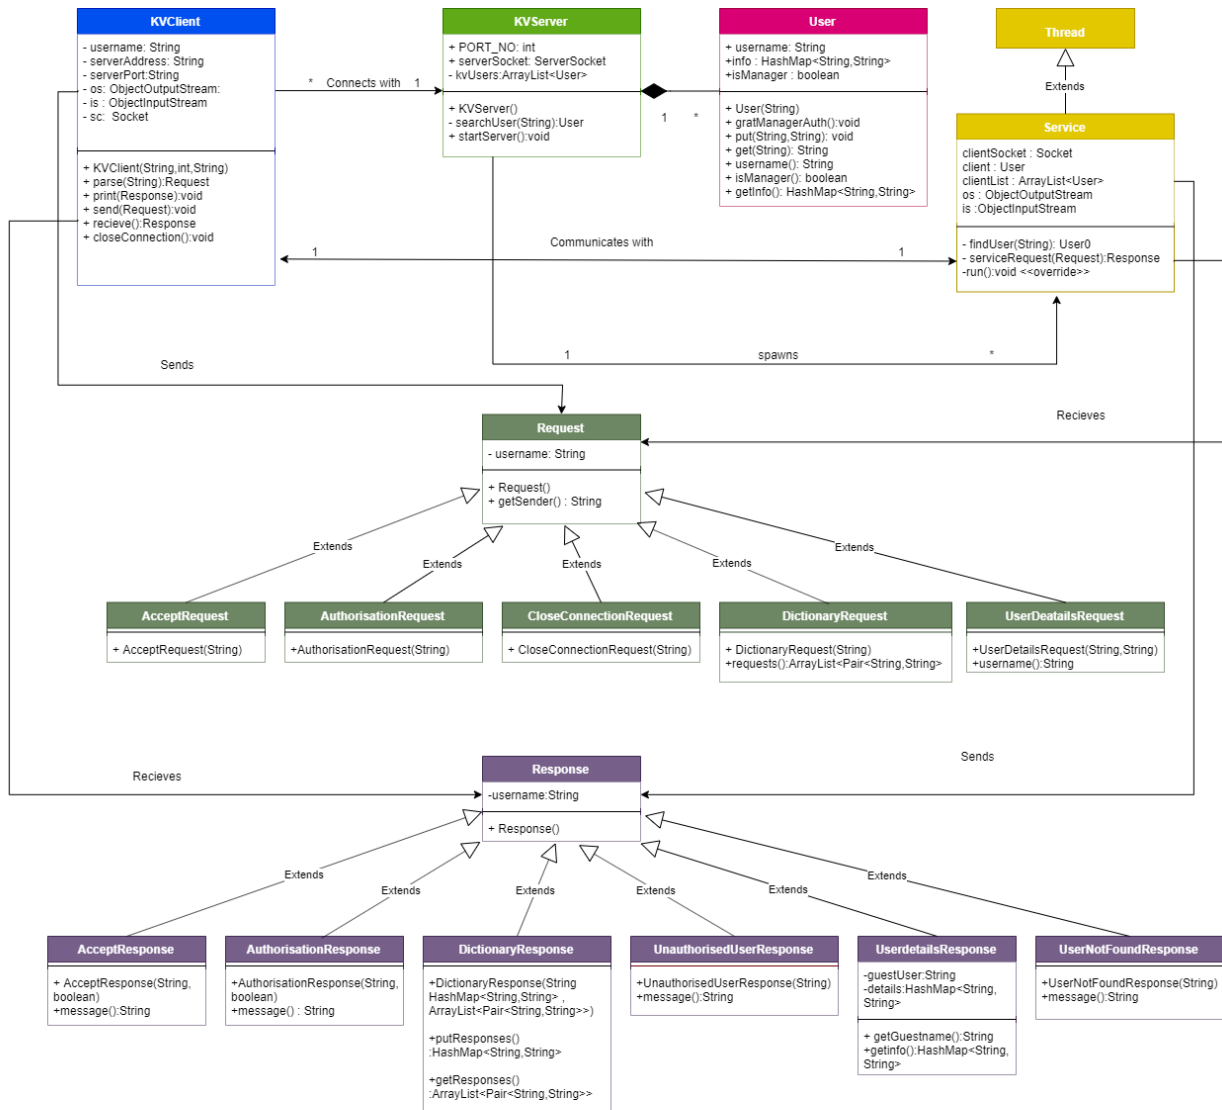 KVClient
- username: String
- serverAddress: String
- serverPort:String
- os: ObjectOutputStream:
- is : ObjectInputStream
- sc:  Socket
+ KVClient(String,int,String)
+ parse(String):Request
+ print(Response):void
+ send(Request):void
+ recieve():Response
+ closeConnection():void
* Connects with 1
KVServer
+ PORT_NO: int
+ serverSocket: ServerSocket
- kvUsers:ArrayList<User>
+ KVServer()
- searchUser(String):User
+ startServer():void
1 *
User
+ username: String
+info : HashMap<String,String>
+isManager : boolean
+ User(String)
+ gratManagerAuth():void
+ put(String,String): void
+ get(String): String
+ username(): String
+ isManager(): boolean
+ getInfo(): HashMap<String,String>
Thread
Extends
Service
clientSocket : Socket
client : User
clientList : ArrayList<User>
os : ObjectOutputStream
is :ObjectInputStream
- findUser(String): User0
- serviceRequest(Request):Response
-run():void <<override>>
Communicates with
1 1
1 spawns *
Sends
Recieves
Request
- username: String
+ Request()
+ getSender() : String
Extends
Extends
Extends
Extends
Extends
AcceptRequest
+ AcceptRequest(String)
AuthorisationRequest
+AuthorisationRequest(String)
CloseConnectionRequest
+ CloseConnectionRequest(String)
DictionaryRequest
+ DictionaryRequest(String)
+requests():ArrayList<Pair<String,String>
UserDeatailsRequest
+UserDetailsRequest(String,String)
+username():String
Recieves
Sends
Response
-username:String
+ Response()
Extends
Extends
Extends
Extends
Extends
Extends
AcceptResponse
+ AcceptResponse(String,
boolean)
+message():String
AuthorisationResponse
+AuthorisationResponse(String,
boolean)
+message() : String
DictionaryResponse
+DictionaryResponse(String
HashMap<String,String> ,
ArrayList<Pair<String,String>>)
+putResponses()
:HashMap<String,String>
+getResponses()
:ArrayList<Pair<String,String>>
UnauthorisedUserResponse
+UnauthorisedUserResponse(String)
+message():String
UserdetailsResponse
-guestUser:String
-details:HashMap<String,
String>
+ getGuestname():String
+getinfo():HashMap<String,
String>
UserNotFoundResponse
+UserNotFoundResponse(String)
+message():String